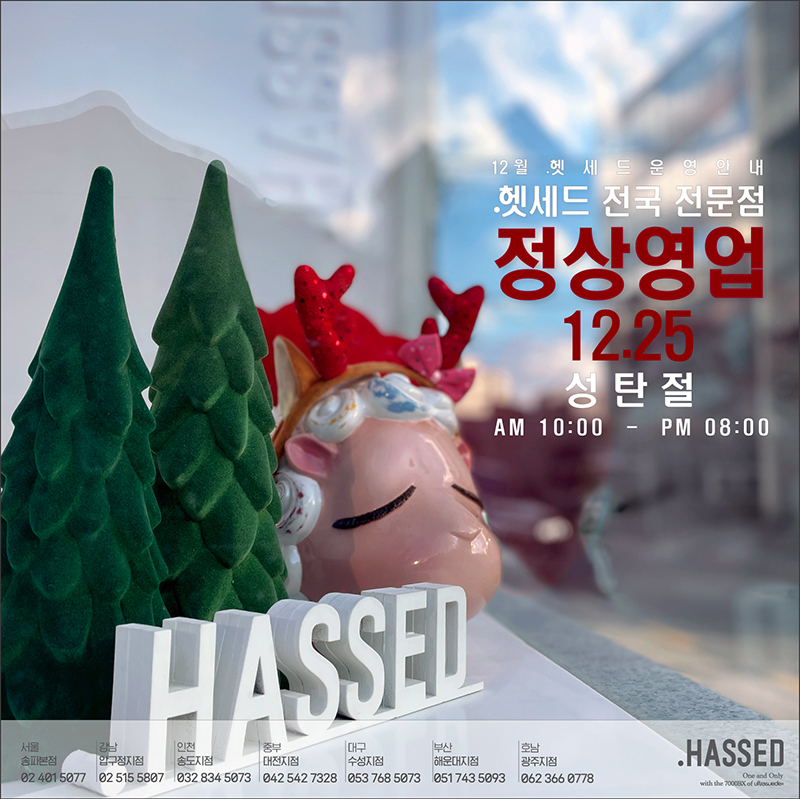 12월 .헷세드운영안내
.헷세드 전국 전문점
정상영업
12.25
성탄절
AM 10:00 – PM 08:00
.HASSED
서울
송파본점
02 401 5077
강남
압구정지점
02 515 5807
인천
송도지점
032 834 5073
중부
대전지점
042 542 7328
대구
수성지점
053 768 5073
부산
해운대지점
051 743 5093
호남
광주지점
062 366 0778
.HASSED
One and Only
with the 7000BX of ultrasuede®